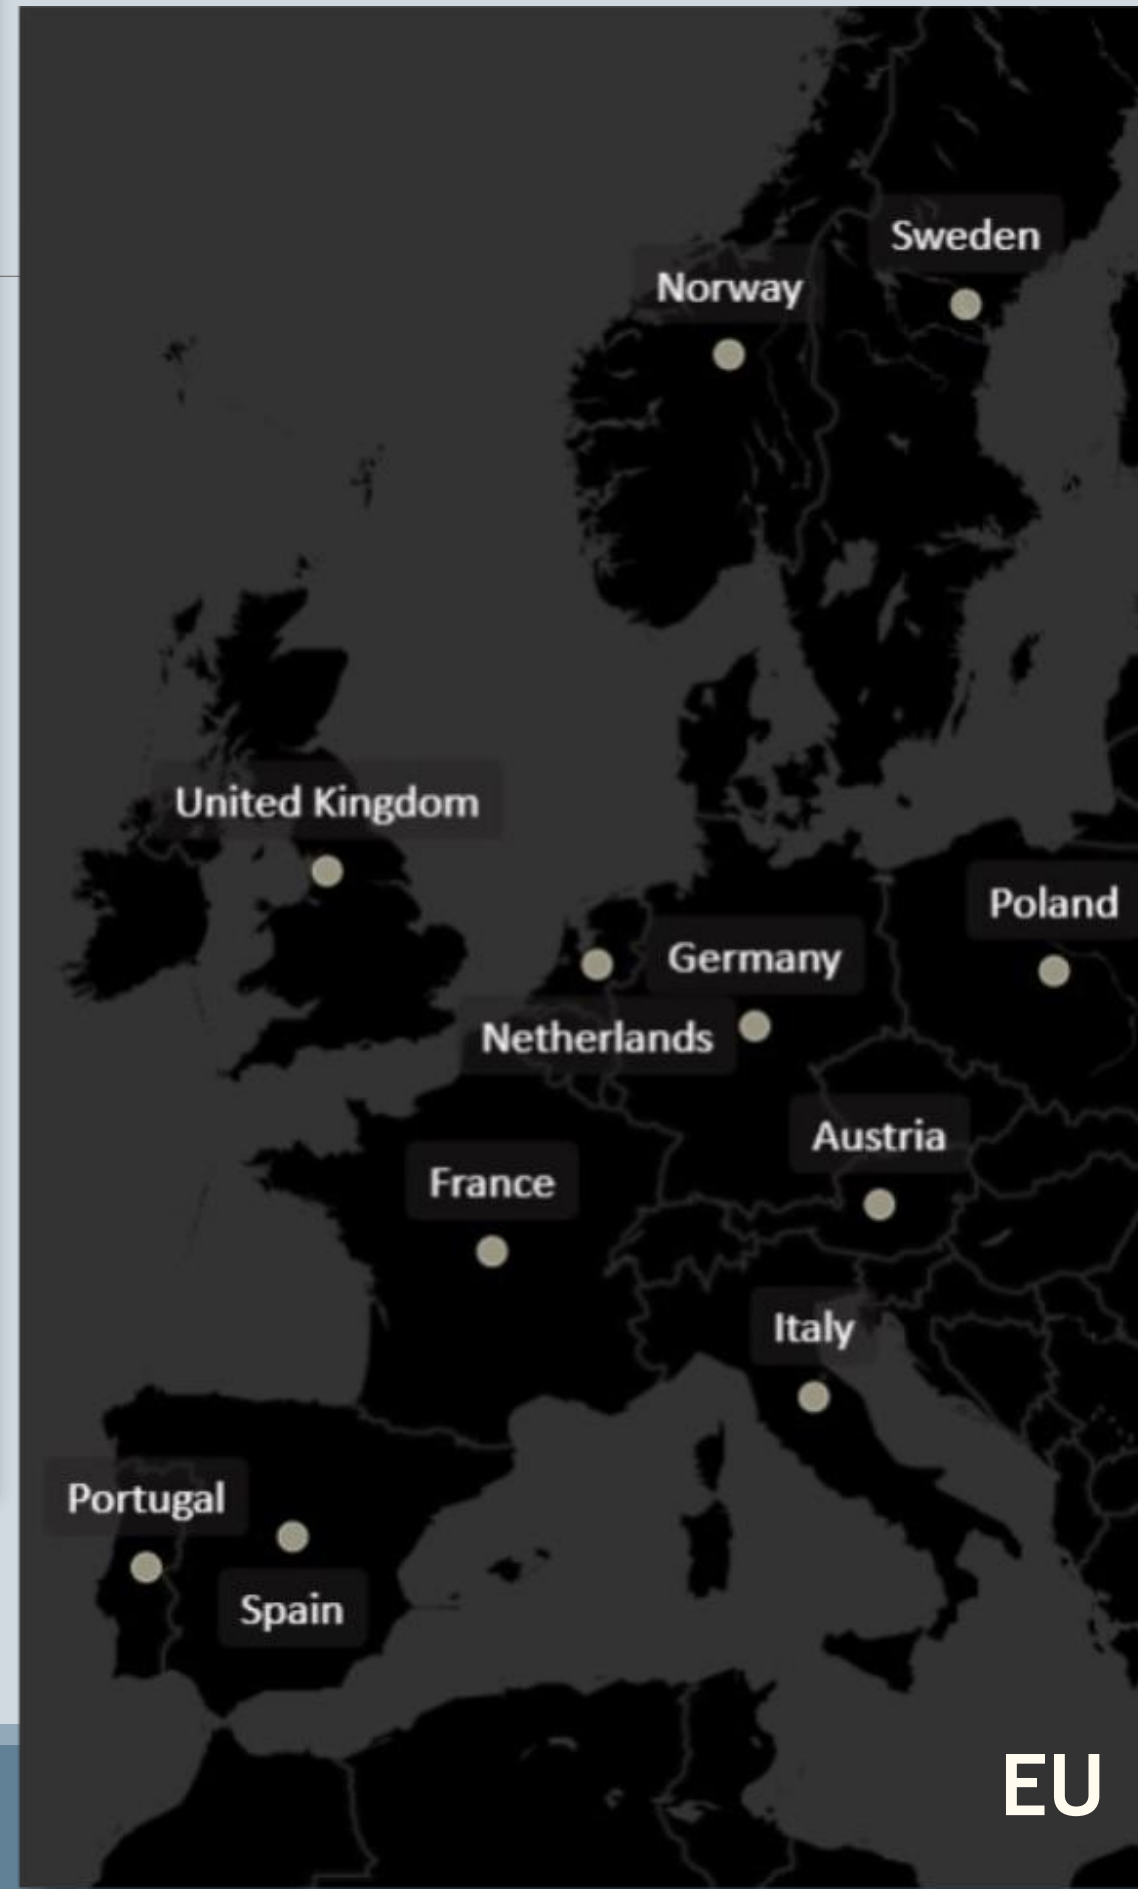 Sweden
Norway
United Kingdom
Poland
Germany
Netherlands
Austria
France
Italy
Portugal
Spain
EU